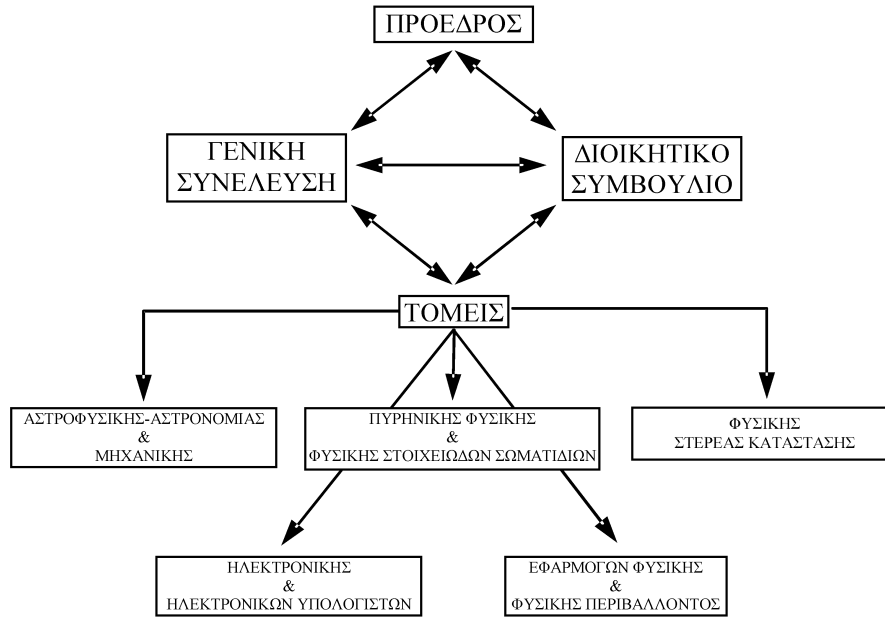 ΠΡΟΕΔΡΟΣ
ΓΕΝΙΚΗ
ΣΥΝΕΛΕΥΣΗ
ΔΙΟΙΚΗΤΙΚΟ
ΣΥΜΒΟΥΛΙΟ
ΤΟΜΕΙΣ
ΑΣΤΡΟΦΥΣΙΚΗΣ-ΑΣΤΡΟΝΟΜΙΑΣ
&
ΜΗΧΑΝΙΚΗΣ
ΠΥΡΗΝΙΚΗΣ ΦΥΣΙΚΗΣ
&
ΦΥΣΙΚΗΣ ΣΤΟΙΧΕΙΩΔΩΝ ΣΩΜΑΤΙΔΙΩΝ
ΦΥΣΙΚΗΣ
ΣΤΕΡΕΑΣ ΚΑΤΑΣΤΑΣΗΣ
ΗΛΕΚΤΡΟΝΙΚΗΣ
&
ΗΛΕΚΤΡΟΝΙΚΩΝ ΥΠΟΛΟΓΙΣΤΩΝ
ΕΦΑΡΜΟΓΩΝ ΦΥΣΙΚΗΣ
&
ΦΥΣΙΚΗΣ ΠΕΡΙΒΑΛΛΟΝΤΟΣ